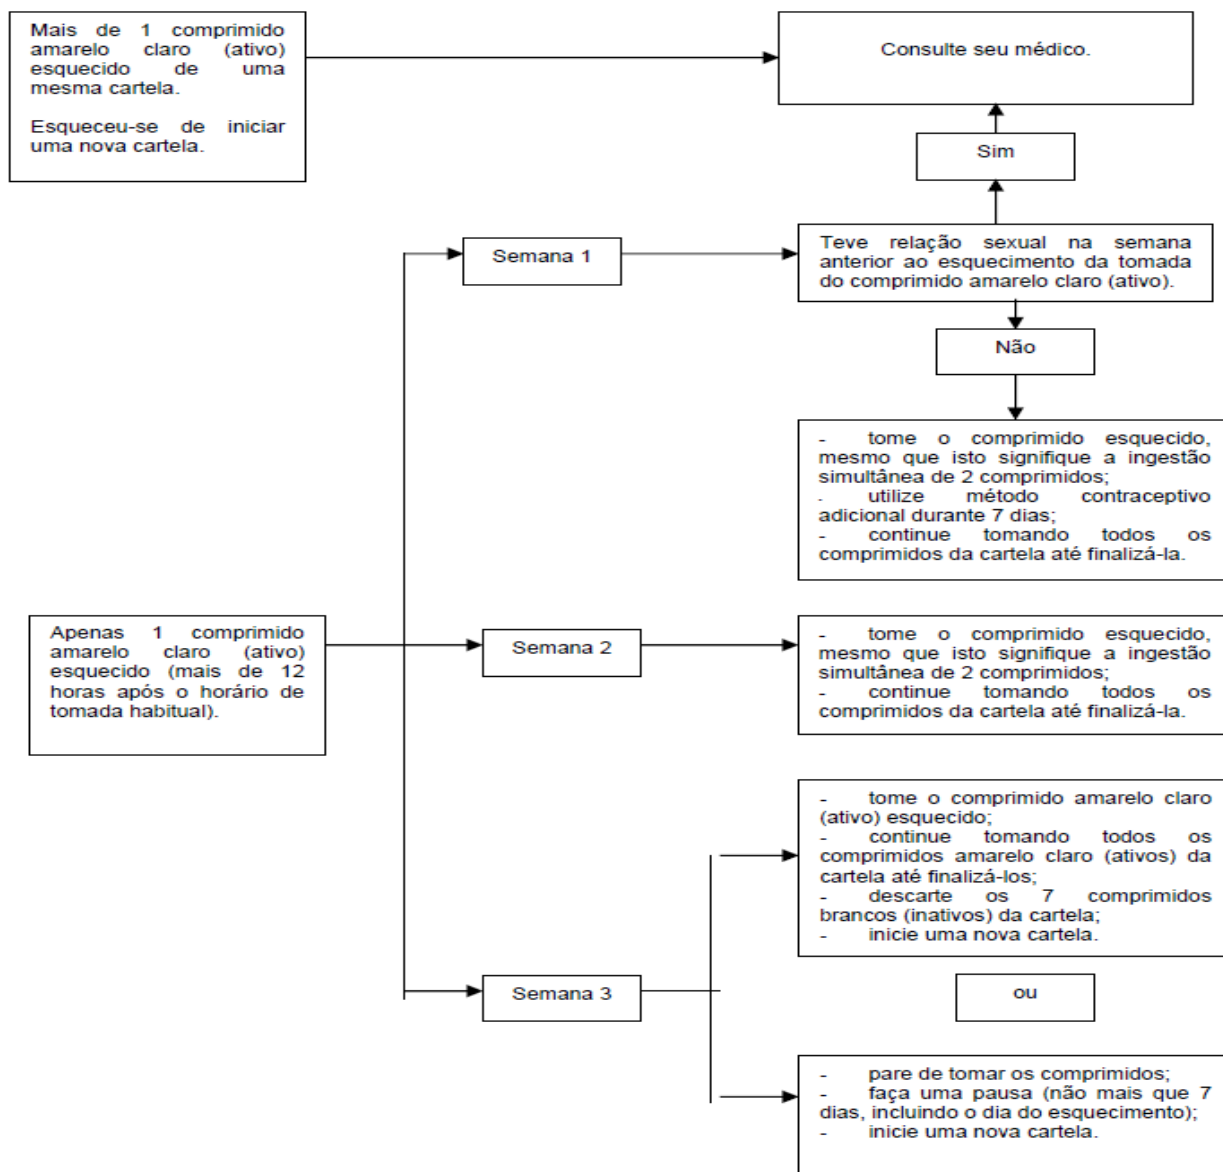 Mais de 1 comprimido
amarelo claro (ativo)
esquecido de uma
mesma cartela.
Esqueceu-se de iniciar
uma nova cartela.
Consulte seu médico.
Sim
Semana 1
Teve relação sexual na semana
anterior ao esquecimento da tomada
do comprimido amarelo claro (ativo).
Não
- tome o comprimido esquecido,
mesmo que isto signifique a ingestão
simultânea de 2 comprimidos;
- utilize método contraceptivo
adicional durante 7 dias;
- continue tomando todos os
comprimidos da cartela até finalizá-la.
Apenas 1 comprimido
amarelo claro (ativo)
esquecido (mais de 12
horas após o horário de
tomada habitual).
Semana 2
- tome o comprimido esquecido,
mesmo que isto signifique a ingestão
simultânea de 2 comprimidos;
- continue tomando todos os
comprimidos da cartela até finalizá-la.
Semana 3
- tome o comprimido amarelo claro
(ativo) esquecido;
- continue tomando todos os
comprimidos amarelo claro (ativos) da
cartela até finalizá-los;
- descarte os 7 comprimidos
brancos (inativos) da cartela;
- inicie uma nova cartela.
ou
- pare de tomar os comprimidos;
- faça uma pausa (não mais que 7
dias, incluindo o dia do esquecimento);
- inicie uma nova cartela.